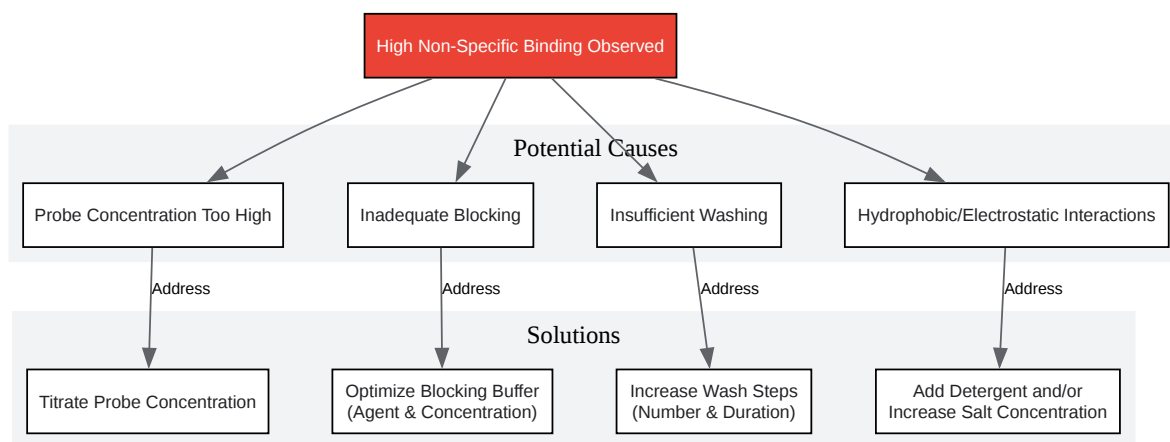 High Non-Specific Binding Observed
Potential Causes
Probe Concentration Too High
Inadequate Blocking
Insufficient Washing
Hydrophobic/Electrostatic Interactions
Address
Address
Address
Address
Solutions
Titrate Probe Concentration
Optimize Blocking Buffer
(Agent & Concentration)
Increase Wash Steps
(Number & Duration)
Add Detergent and/or
Increase Salt Concentration